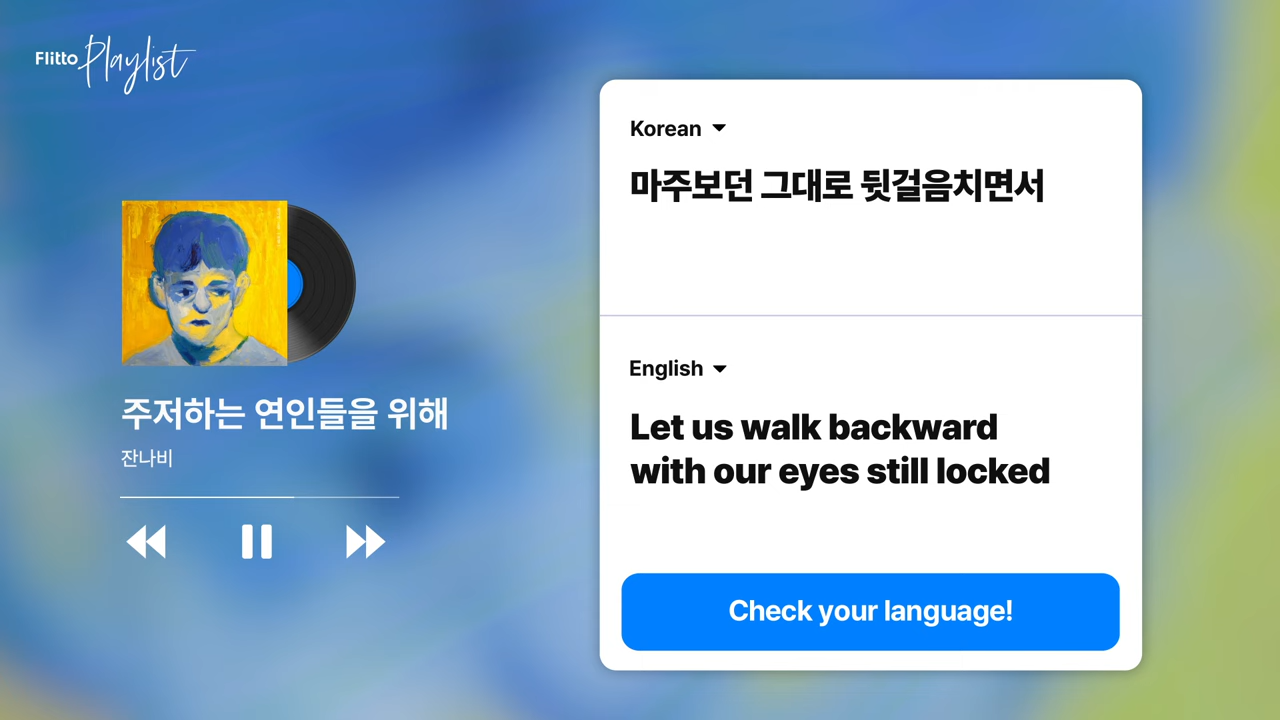 Flitto Playlist
주저하는 연인들을 위해
잔나비
Korean
마주보던 그대로 뒷걸음치면서
English
Let us walk backward
with our eyes still locked
Check your language!